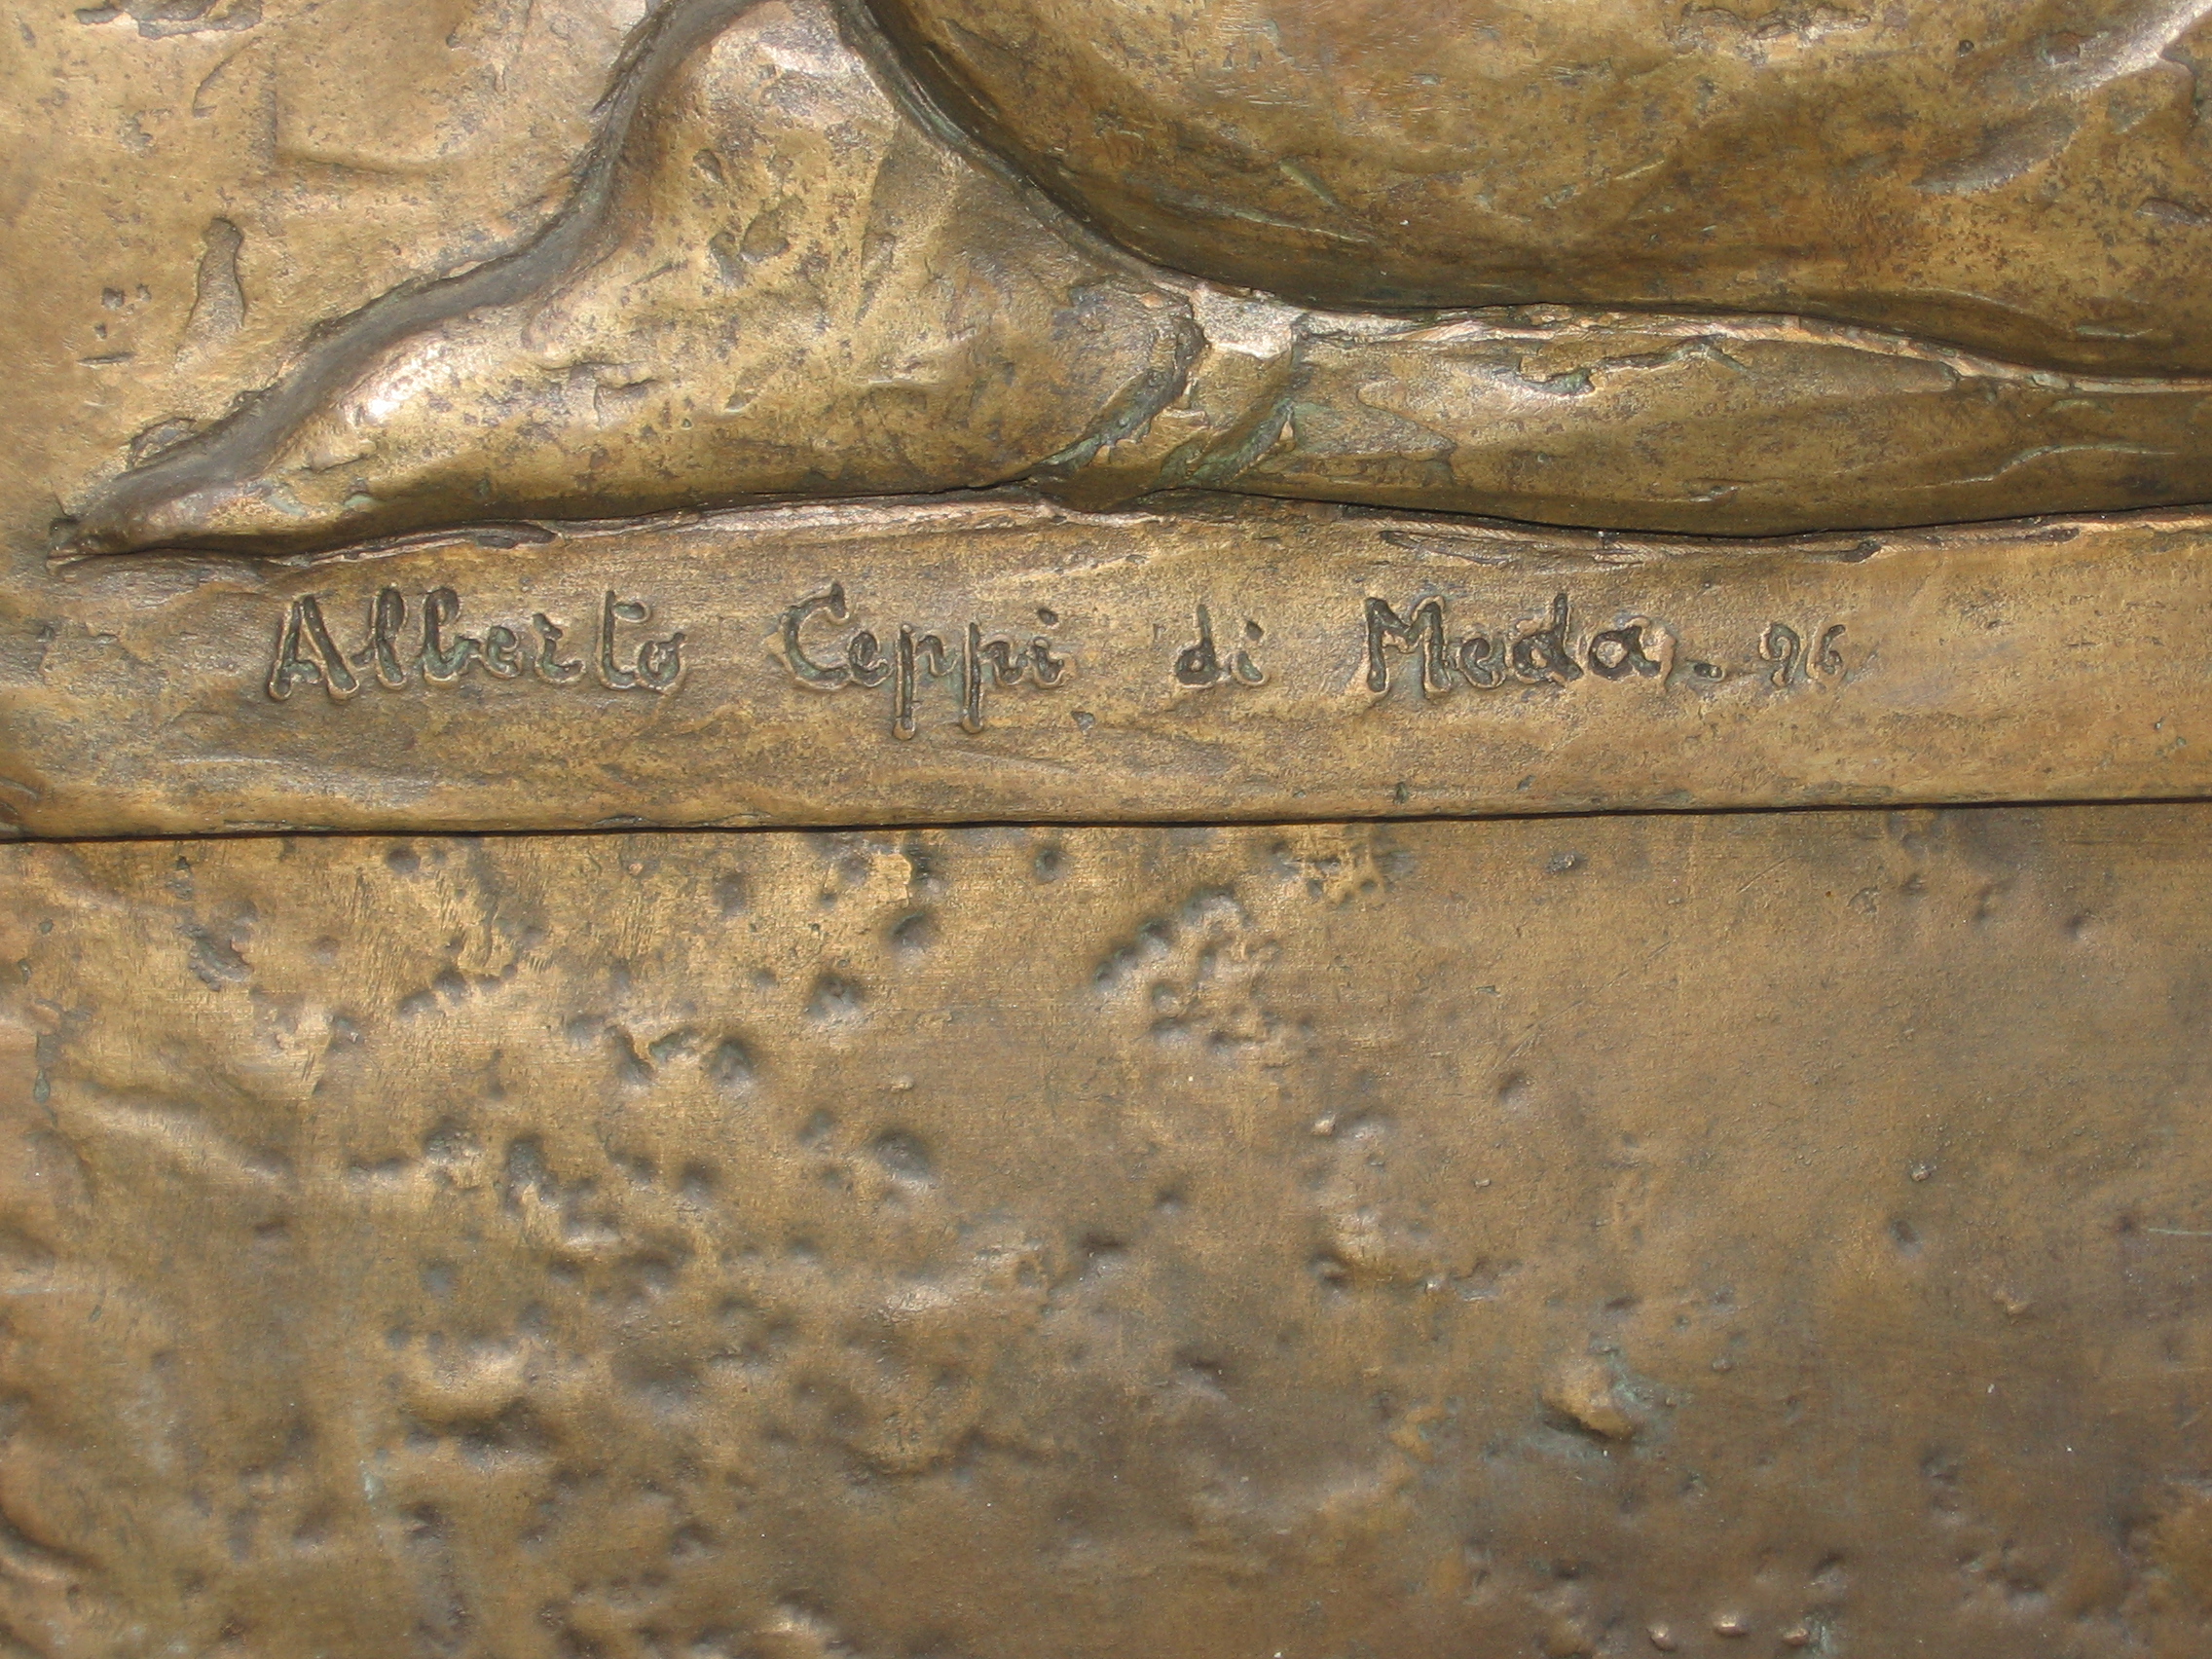 Alberto Ceppi di Meda - 96